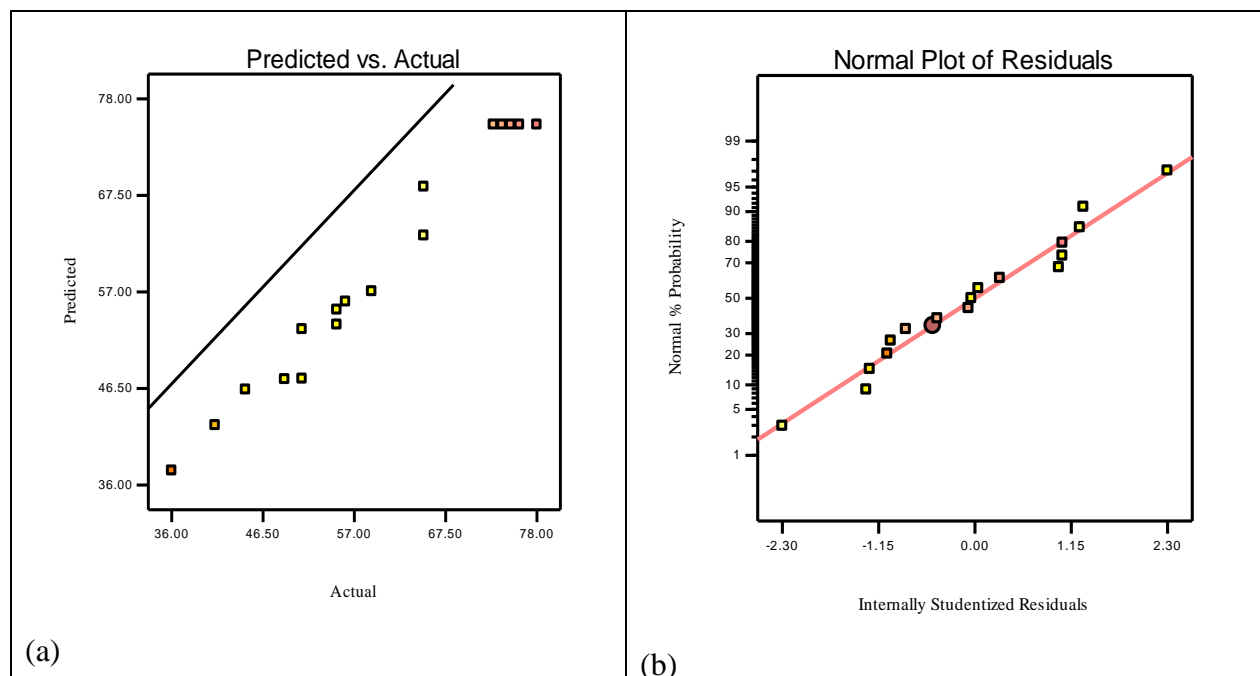 Predicted vs. Actual
78.00
67.50
57.00
46.50
36.00
Predicted
36.00 46.50 57.00 67.50 78.00
Actual
(a)
Normal Plot of Residuals
99
95
90
80
70
50
30
20
10
5
1
Normal % Probability
-2.30 -1.15 0.00 1.15 2.30
Internally Studentized Residuals
(b)